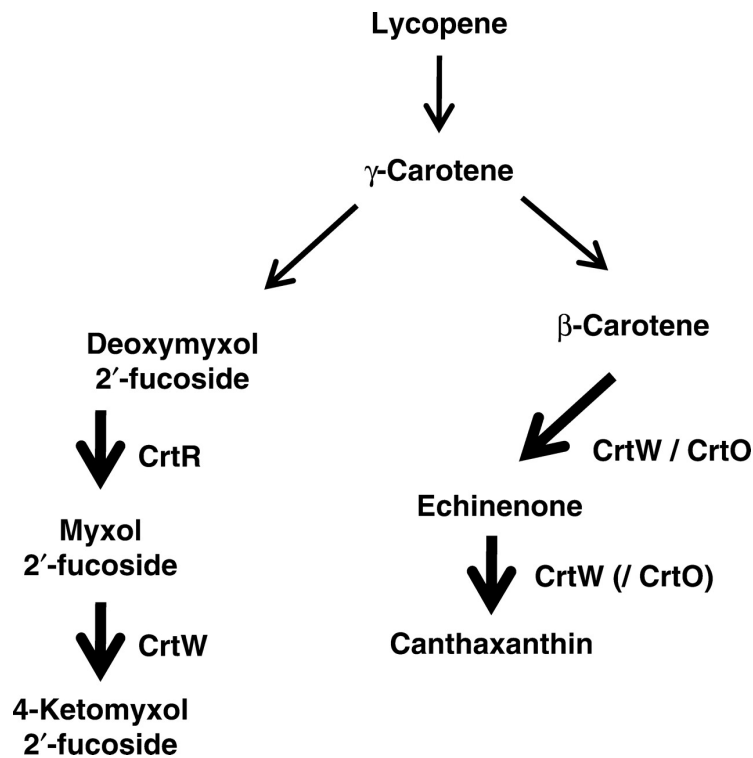 Lycopene
γ-Carotene
β-Carotene
Deoxymyxol
2′-fucoside
CrtR
CrtW / CrtO
Echinenone
Myxol
2′-fucoside
CrtW (/ CrtO)
CrtW
Canthaxanthin
4-Ketomyxol
2′-fucoside